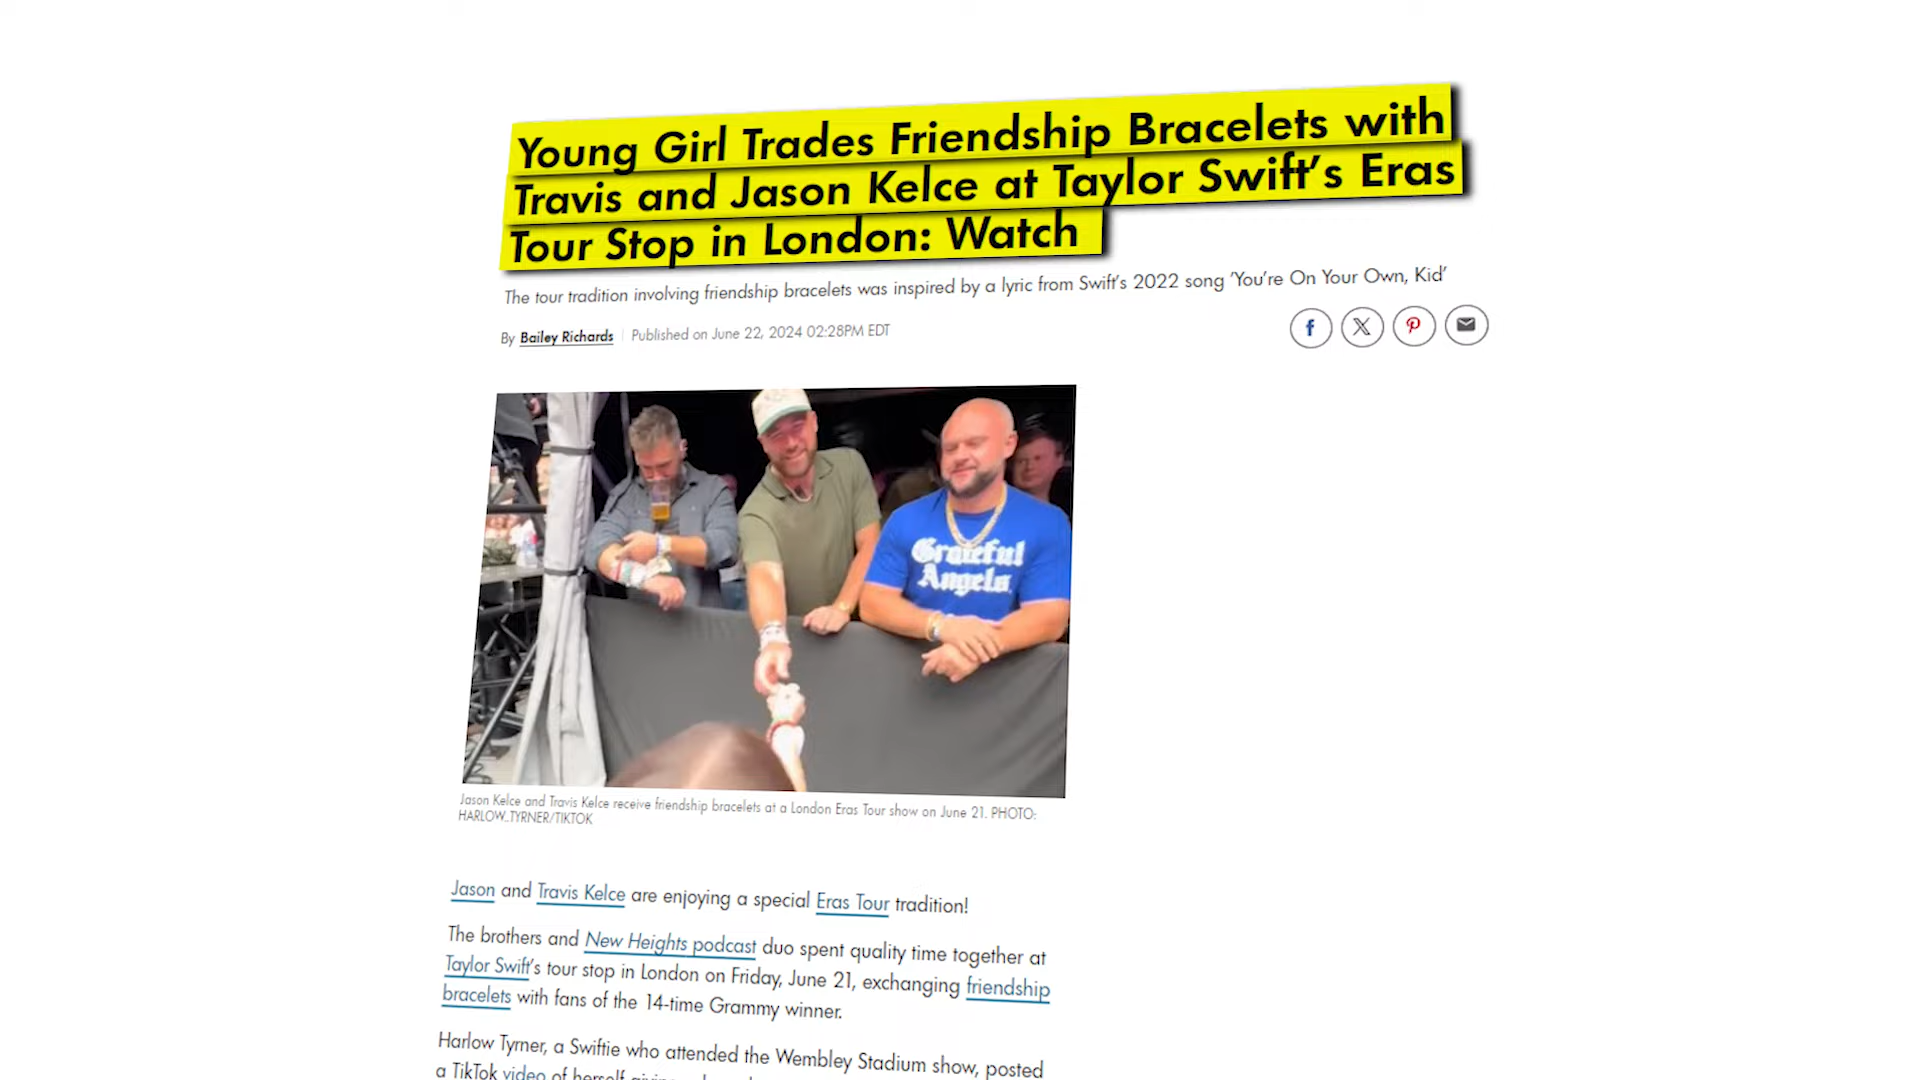 Young Girl Trades Friendship Bracelets with
Travis and Jason Kelce at Taylor Swift's Eras
Tour Stop in London: Watch
The tour tradition involving friendship bracelets was inspired by a lyric from Swift's 2022 song 'You're On Your Own, Kid'
By Bailey Richards | Published on June 22, 2024 02:28PM EDT
Grateful
Angels
Jason Kelce and Travis Kelce receive friendship bracelets at a London Eras Tour show on June 21. PHOTO:
HARLOW_TYRNER/TIKTOK
Jason and Travis Kelce are enjoying a special Eras Tour tradition!
The brothers and New Heights podcast duo spent quality time together at
Taylor Swift's tour stop in London on Friday, June 21, exchanging friendship
bracelets with fans of the 14-time Grammy winner.
Harlow Tyrner, a Swiftie who attended the Wembley Stadium show, posted
a TikTok video of herself